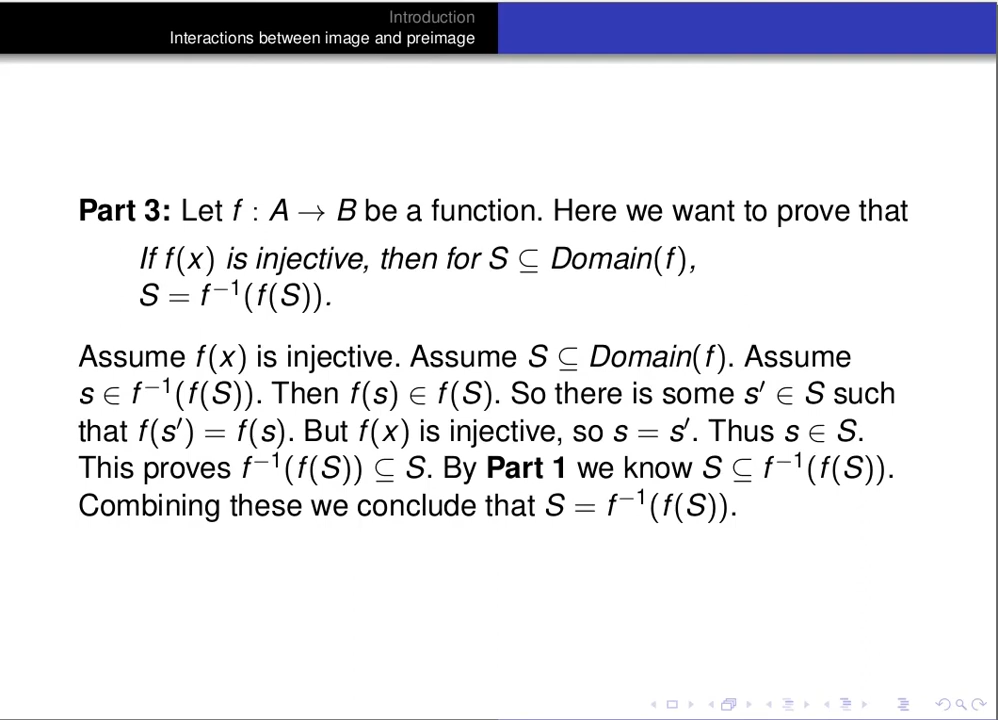 Introduction
Interactions between image and preimage
Part 3: Let f : A → B be a function. Here we want to prove that
If f(x) is injective, then for S ⊆ Domain(f),
S = f⁻¹(f(S)).
Assume f(x) is injective. Assume S ⊆ Domain(f). Assume
s ∈ f⁻¹(f(S)). Then f(s) ∈ f(S). So there is some s′ ∈ S such
that f(s′) = f(s). But f(x) is injective, so s = s′. Thus s ∈ S.
This proves f⁻¹(f(S)) ⊆ S. By Part 1 we know S ⊆ f⁻¹(f(S)).
Combining these we conclude that S = f⁻¹(f(S)).